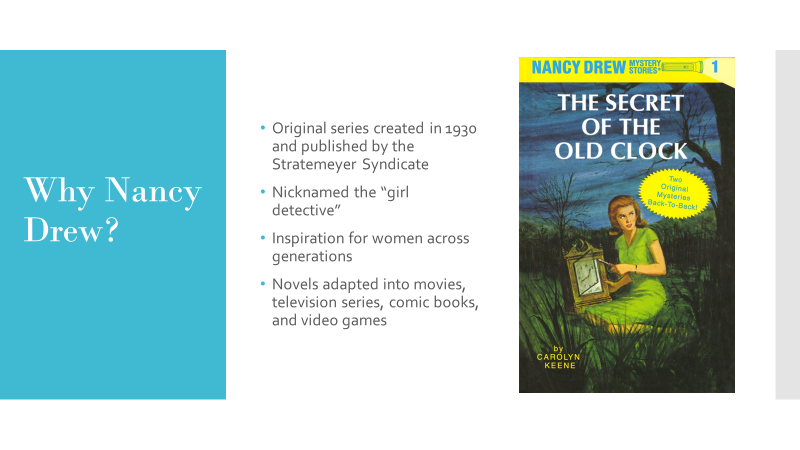 Why Nancy
Drew?
• Original series created in 1930
and published by the
Stratemeyer Syndicate
• Nicknamed the “girl
detective”
• Inspiration for women across
generations
• Novels adapted into movies,
television series, comic books,
and video games
NANCY DREW MYSTERY STORIES® 1
THE SECRET
OF THE
OLD CLOCK
Two
Original
Mysteries
Back-To-Back!
by
CAROLYN
KEENE